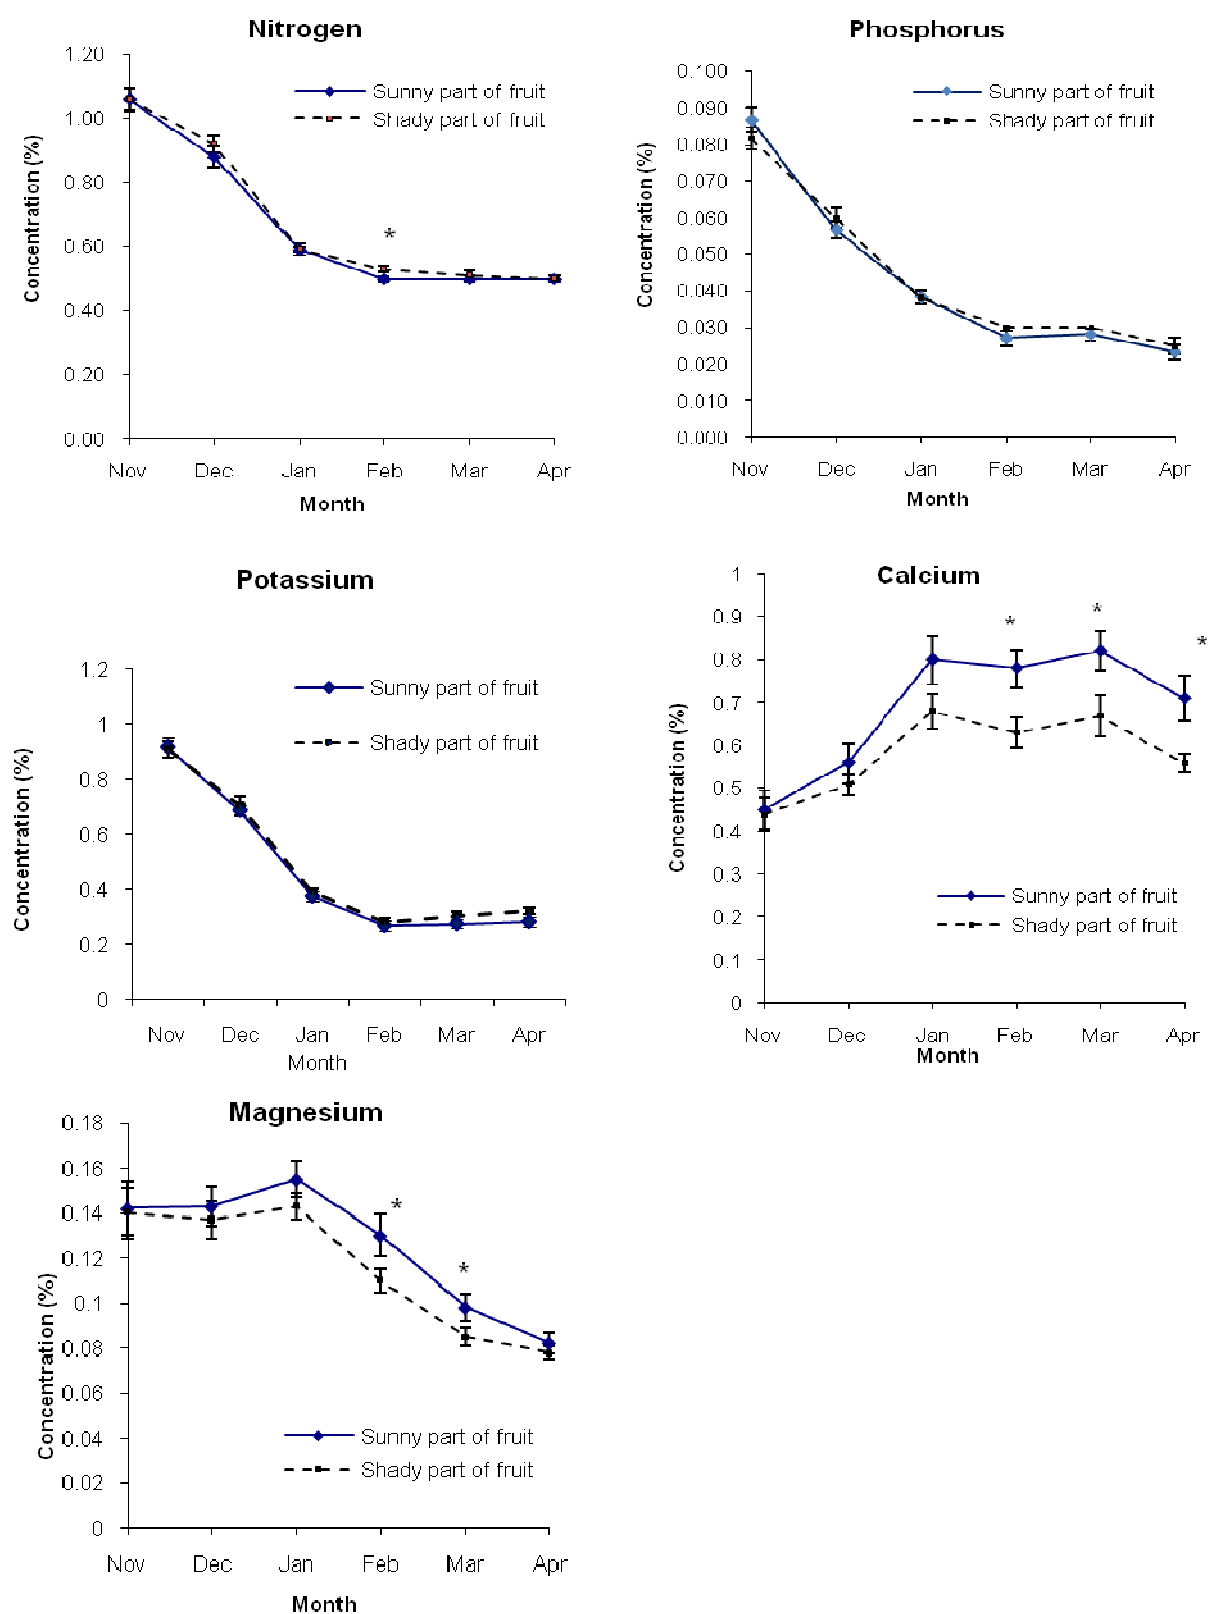 Nitrogen
1.20
1.00
0.80
0.60
0.40
0.20
0.00
Concentration (%)
Sunny part of fruit
Shady part of fruit
*
Nov Dec Jan Feb Mar Apr
Month
Phosphorus
0.100
0.090
0.080
0.070
0.060
0.050
0.040
0.030
0.020
0.010
0.000
Concentration (%)
Sunny part of fruit
Shady part of fruit
Nov Dec Jan Feb Mar Apr
Month
Potassium
1.2
1
0.8
0.6
0.4
0.2
0
Concentration (%)
Sunny part of fruit
Shady part of fruit
Nov Dec Jan Feb Mar Apr
Month
Calcium
1
0.9
0.8
0.7
0.6
0.5
0.4
0.3
0.2
0.1
0
Concentration (%)
* * *
Sunny part of fruit
Shady part of fruit
Nov Dec Jan Feb Mar Apr
Month
Magnesium
0.18
0.16
0.14
0.12
0.1
0.08
0.06
0.04
0.02
0
Concentration (%)
* *
Sunny part of fruit
Shady part of fruit
Nov Dec Jan Feb Mar Apr
Month